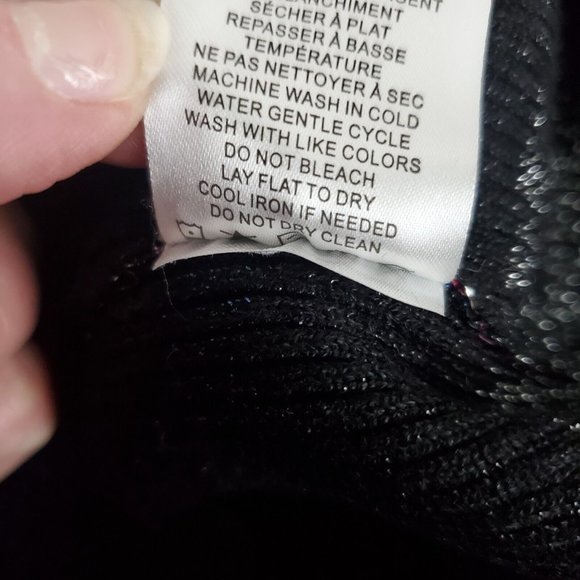 SÉCHER À PLAT
REPASSER À BASSE
TEMPÉRATURE
NE PAS NETTOYER À SEC
MACHINE WASH IN COLD
WATER GENTLE CYCLE
WASH WITH LIKE COLORS
DO NOT BLEACH
LAY FLAT TO DRY
COOL IRON IF NEEDED
DO NOT DRY CLEAN